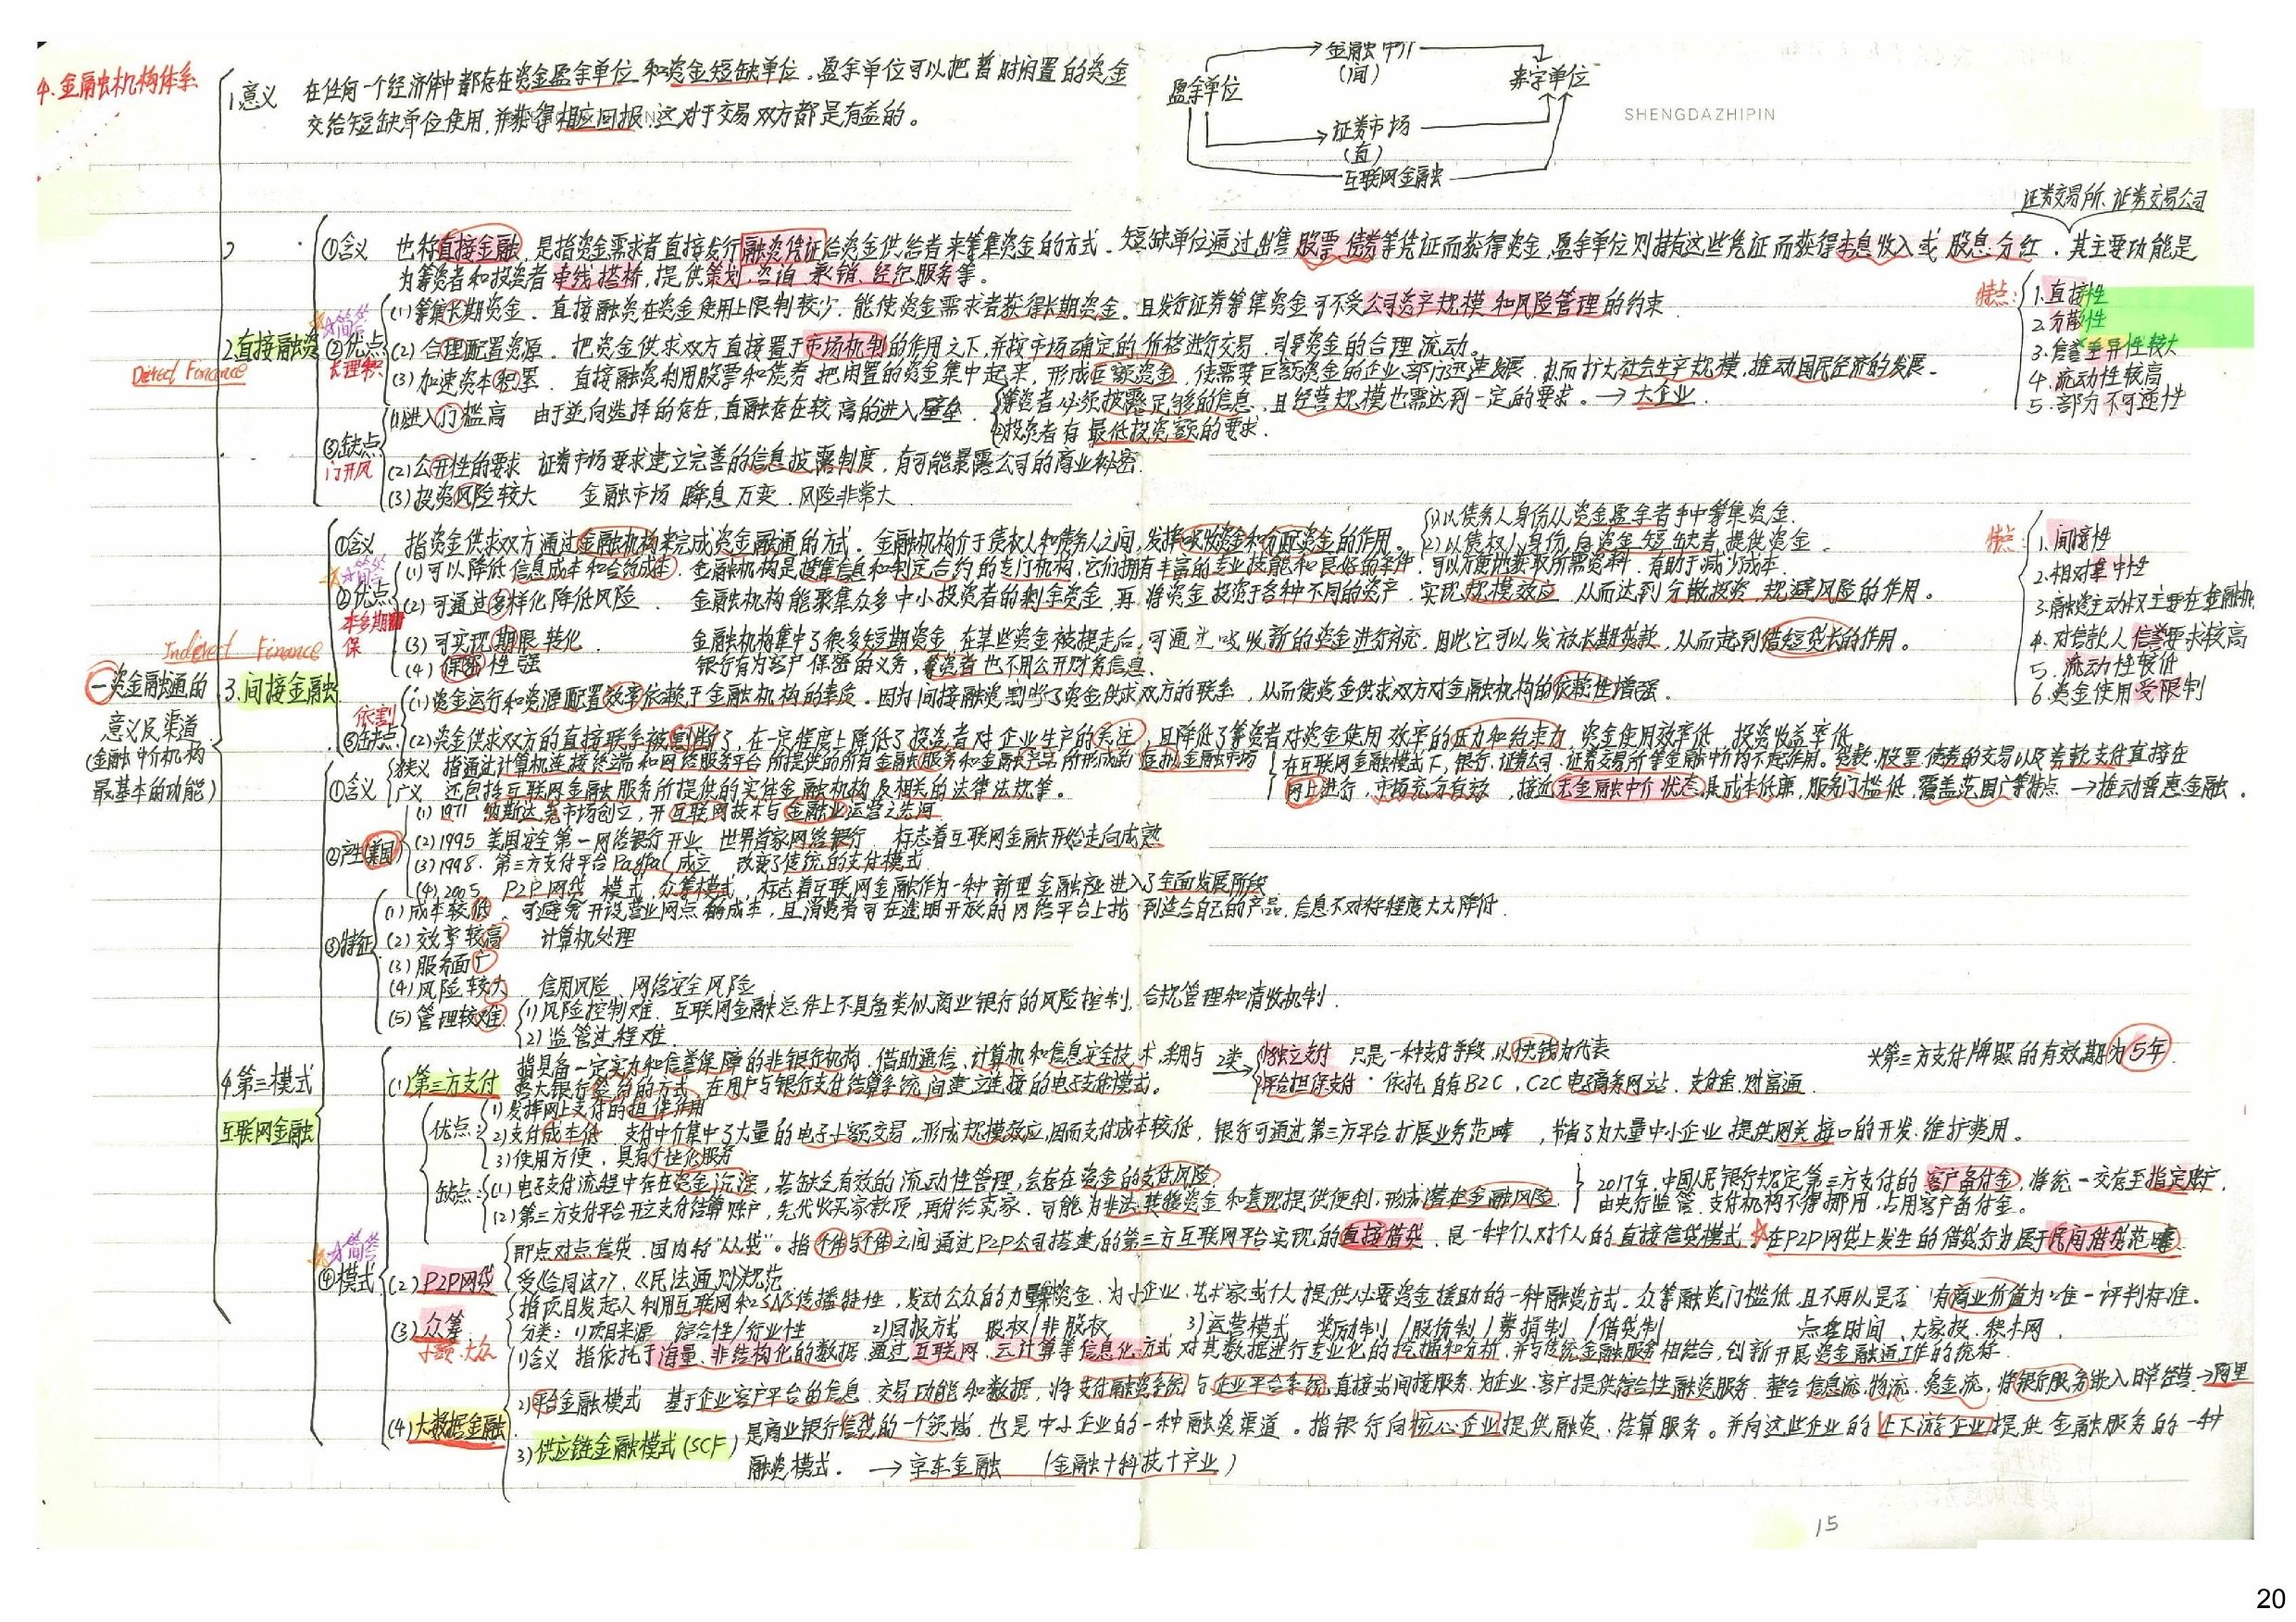 4.金融机构体系
1.意义 在任何一个经济体中都存在资金盈余单位和资金短缺单位。盈余单位可以把暂时闲置的资金
交给短缺单位使用,并获得相应回报,这对于交易双方都是有益的。
盈余单位
金融中介
(间)
赤字单位
证券市场
(直)
互联网金融
SHENGDAZHIPIN
一、资金融通的
意义及渠道
(金融中介机构
最基本的功能)
2.直接融资
Direct Finance
证券交易所、证券交易公司
①含义 也称直接金融,是指资金需求者直接发行融资凭证给资金供给者来筹集资金的方式。短缺单位通过出售股票、债券等凭证而获得资金,盈余单位则持有这些凭证而获得本息收入或股息分红。其主要功能是
为筹资者和投资者牵线搭桥,提供策划、咨询、承销、经纪服务等。
☆简答
②优点
长理积
(1)筹集长期资金。直接融资在资金使用上限制较少,能使资金需求者获得长期资金。且发行证券筹集资金可不受公司资产规模和风险管理的约束
(2)合理配置资源。把资金供求双方直接置于市场机制的作用之下,并按市场确定的价格进行交易,引导资金的合理流动。
(3)加速资本积累。直接融资利用股票和债券把闲置的资金集中起来,形成巨额资金,使需要巨额资金的企业、部门迅速发展,从而扩大社会生产规模,推动国民经济的发展。
③缺点
门开风
(1)进入门槛高 由于逆向选择的存在,直融存在较高的进入壁垒。
筹资者必须披露足够的信息,且经营规模也需达到一定的要求。→大企业.
投资者有最低投资额的要求.
(2)公开性的要求 证券市场要求建立完善的信息披露制度,有可能暴露公司的商业秘密.
(3)投资风险较大 金融市场瞬息万变.风险非常大
特点:
1.直接性
2.分散性
3.信誉差异性较大
4.流动性较高
5.部分不可逆性
3.间接金融
Indirect Finance
①含义 指资金供求双方通过金融机构来完成资金融通的方式。金融机构介于债权人和债务人之间,发挥吸收资金和分配资金的作用。
(1)以债务人身份从资金盈余者手中筹集资金.
(2)以债权人身份,向资金短缺者提供资金.
☆简答
②优点
本多期
保
(1)可以降低信息成本和合约成本.金融机构是搜集信息和制定合约的专门机构,它们拥有丰富的专业技能和良好的条件,可以方便地获取所需资料,有助于减少成本.
(2)可通过多样化降低风险. 金融机构能聚集众多中小投资者的剩余资金,再将资金投资于各种不同的资产,实现规模效应,从而达到分散投资、规避风险的作用。
(3)可实现期限转化. 金融机构集中了很多短期资金,在某些资金被提走后,可通过吸收新的资金进行补充,因此它可以发放长期贷款,从而起到借短贷长的作用。
(4)保密性强 银行有为客户保密的义务,筹资者也不用公开财务信息.
依割
③缺点
(1)资金运行和资源配置效率依赖于金融机构的素质。因为间接融资割断了资金供求双方的联系,从而使资金供求双方对金融机构的依赖性增强。
(2)资金供求双方的直接联系被割断了,在一定程度上降低了投资者对企业生产的关注,且降低了筹资者对资金使用效率的压力和约束力 资金使用效率低,投资收益率低
特点:
1.间接性
2.相对集中性
3.融资主动权主要在金融机.
4.对信款人信誉要求较高
5.流动性较低
6.资金使用受限制
4.第三模式
互联网金融
①含义
狭义 指通过计算机连接终端和网络服务平台所提供的所有金融服务和金融产品所形成的虚拟金融市场
广义 还包括互联网金融服务所提供的实体金融机构及相关的法律法规等。
在互联网金融模式下,银行、证券公司、证券交易所等金融中介均不起作用。贷款、股票、债券的交易以及券款支付直接在
网上进行,市场充分有效,接近无金融中介状态,具成本低廉,服务门槛低,覆盖范围广等特点 →推动普惠金融.
②产生(美国)
(1)1971 纳斯达克市场创立,开互联网技术与金融业运营之先河
(2)1995 美国安全第一网络银行开业 世界首家网络银行 标志着互联网金融开始走向成熟
(3)1998.第三方支付平台Paypal成立 改变了传统的支付模式.
(4)2005 P2P网贷模式、众筹模式,标志着互联网金融作为一种新型金融产业进入了全面发展阶段
③特征
(1)成本较低.可避免开设营业网点的成本,且消费者可在透明开放的网络平台上找到适合自己的产品,信息不对称程度大大降低.
(2)效率较高 计算机处理
(3)服务面广
(4)风险较大 信用风险、网络安全风险
(5)管理较难
(1)风险控制难.互联网金融总体上不具备类似商业银行的风险控制,合规管理和清收机制.
(2)监管过程难.
☆简答
④模式
(1)第三方支付
指具备一定实力和信誉保障的非银行机构,借助通信、计算机和信息安全技术,采用与
各大银行签约的方式,在用户与银行支付结算系统间建立连接的电子支付模式。
2类→
独立支付 只是一种支付手段,以快钱为代表
平台担保支付.依托自有B2C、C2C电子商务网站.支付宝、财富通.
*第三方支付牌照的有效期为5年.
优点:
1)发挥网上支付的担保作用
2)支付成本低 支付中介集中了大量的电子小额交易,形成规模效应,因而支付成本较低,银行可通过第三方平台扩展业务范畴,节省了为大量中小企业提供网关接口的开发、维护费用。
3)使用方便,具有个性化服务
缺点:
(1)电子支付流程中存在资金沉淀,若缺乏有效的流动性管理,会存在资金的支付风险
(2)第三方支付平台开立支付结算账户,先代收买家款项,再付给卖家.可能为非法转移资金和套现提供便利,形成潜在金融风险
2017年,中国人民银行规定第三方支付的客户备付金,将统一交存至指定账户,
由央行监管,支付机构不得挪用、占用客户备付金。
(2)P2P网贷
即点对点信贷,国内称“人人贷”。指个体与个体之间通过P2P公司搭建的第三方互联网平台实现的直接借贷,是一种个人对个人的直接信贷模式.☆在P2P网贷上发生的借贷行为属于民间借贷范畴
受《合同法》、《民法通则》规范
(3)众筹
小额.大众
指项目发起人利用互联网和SNS传播特性,发动公众的力量集资金,为小企业、艺术家或个人提供必要资金援助的一种融资方式.众筹融资门槛低且不再以是否有商业价值为唯一评判标准.
分类:1)项目来源 综合性/行业性 2)回报方式 股权/非股权 3)运营模式 奖励制/股份制/募捐制/借贷制 点名时间、大家投、积木网.
(4)大数据金融
1)含义 指依托于海量、非结构化的数据,通过互联网、云计算等信息化方式对其数据进行专业化的挖掘和分析,并与传统金融服务相结合,创新开展资金融通工作的统称.
2)平台金融模式 基于企业客户平台的信息、交易功能和数据,将支付融资系统与企业平台系统直接或间接服务,为企业、客户提供综合性融资服务.整合信息流、物流、资金流,将银行服务嵌入日常经营→阿里
3)供应链金融模式(SCF)
是商业银行信贷的一个领域,也是中小企业的一种融资渠道。指银行向核心企业提供融资、结算服务。并向这些企业的上下游企业提供金融服务的一种
融资模式. →京东金融 (金融+科技+产业)
15
20